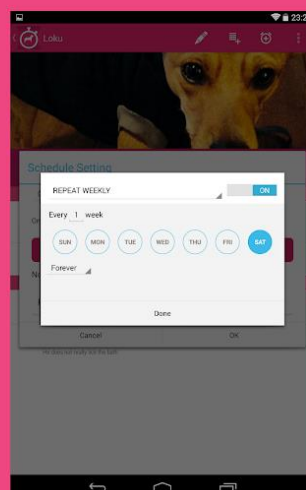 23:2
Loku
Schedule Setting
REPEAT WEEKLY
ON
Every 1 week
SUN MON TUE WED THU FRI SAT
Forever
Done
Cancel
OK
He does not really like the bath.